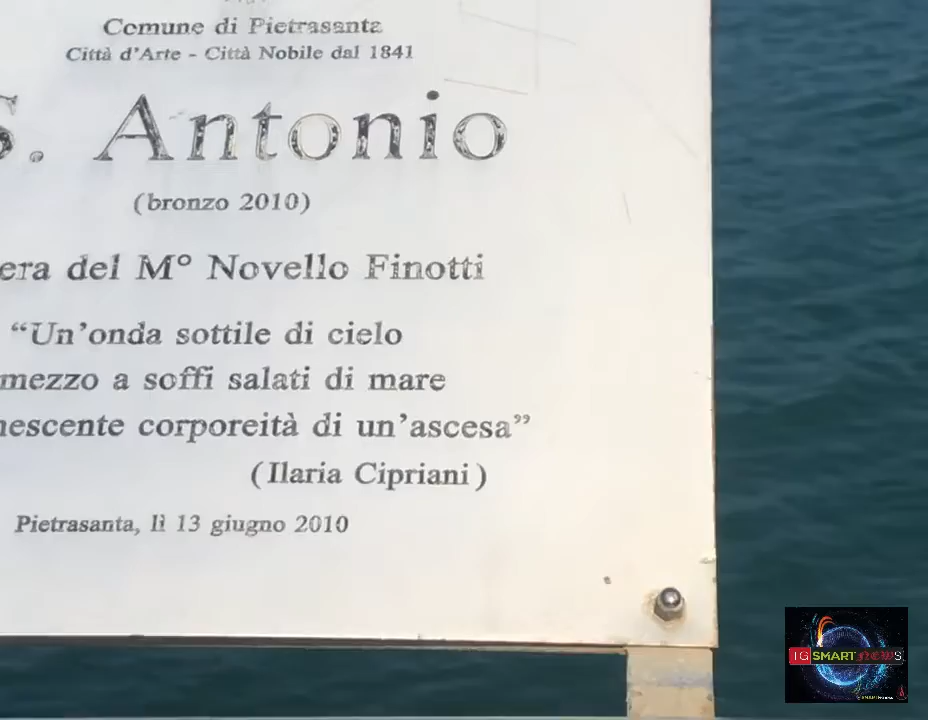 Comune di Pietrasanta
Città d'Arte - Città Nobile dal 1841
S. Antonio
(bronzo 2010)
era del M° Novello Finotti
“Un'onda sottile di cielo
mezzo a soffi salati di mare
nescente corporeità di un'ascesa”
(Ilaria Cipriani)
Pietrasanta, lì 13 giugno 2010
IG SMART NEWS